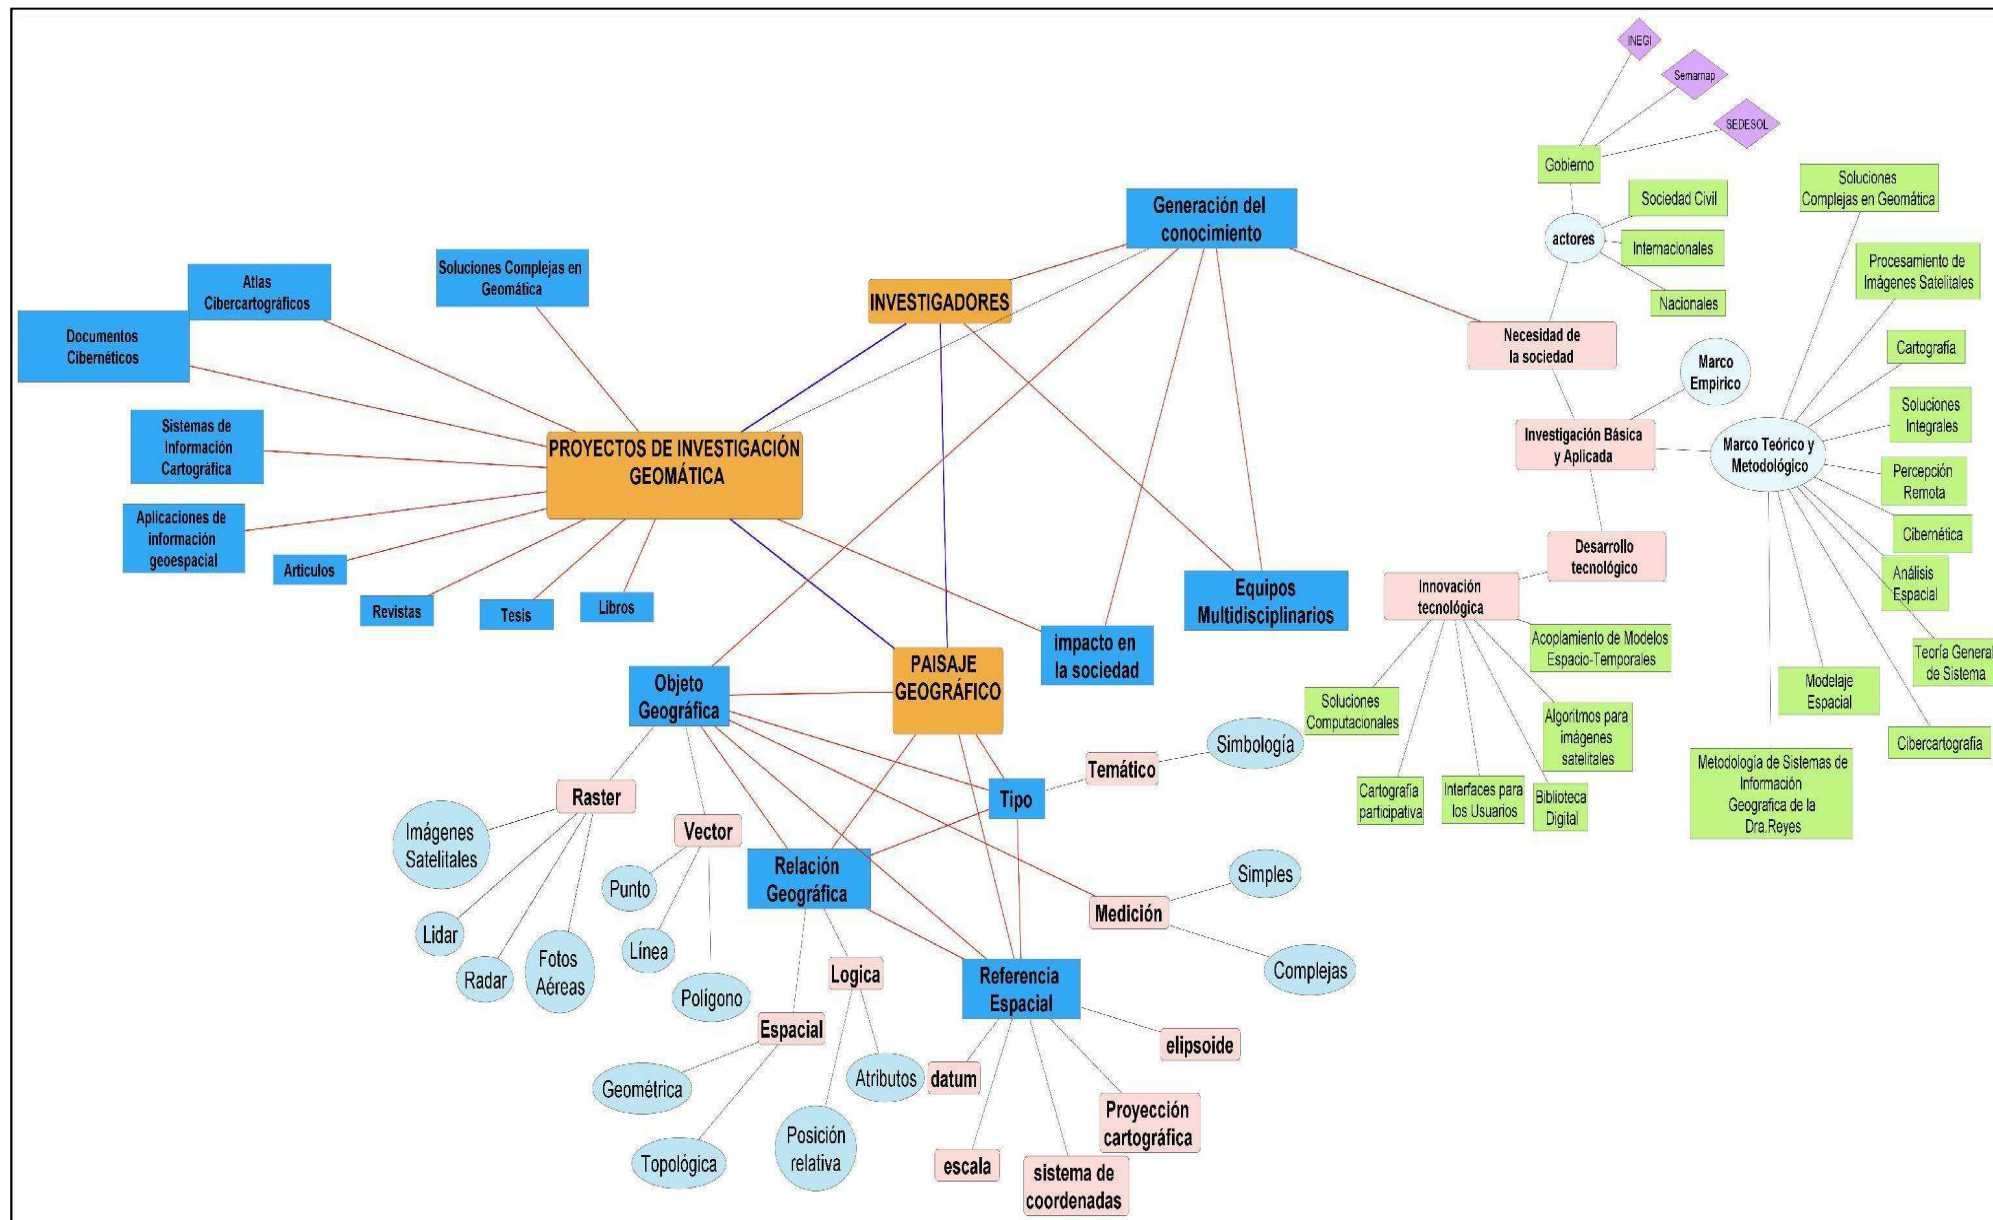 INEGI
Semarnap
SEDESOL
Gobierno
Sociedad Civil
actores
Internacionales
Nacionales
Soluciones
Complejas en Geomática
Procesamiento de
Imágenes Satelitales
Cartografía
Soluciones
Integrales
Percepción
Remota
Cibernética
Análisis
Espacial
Teoría General
de Sistema
Cibercartografia
Modelaje
Espacial
Metodología de Sistemas de
Información
Geografica de la
Dra.Reyes
Marco Teórico y
Metodológico
Marco
Empirico
Generación del
conocimiento
Necesidad de
la sociedad
Investigación Básica
y Aplicada
Desarrollo
tecnológico
Innovación
tecnológica
Acoplamiento de Modelos
Espacio-Temporales
Soluciones
Computacionales
Algoritmos para
imágenes
satelitales
Cartografía
participativa
Interfaces para
los Usuarios
Biblioteca
Digital
INVESTIGADORES
Soluciones Complejas en
Geomática
Atlas
Cibercartográficos
Documentos
Cibernéticos
PROYECTOS DE INVESTIGACIÓN
GEOMÁTICA
Sistemas de
Información
Cartográfica
Aplicaciones de
información
geoespacial
Articulos
Revistas
Tesis
Libros
Equipos
Multidisciplinarios
impacto en
la sociedad
PAISAJE
GEOGRÁFICO
Objeto
Geográfica
Simbología
Temático
Tipo
Raster
Imágenes
Satelitales
Lidar
Radar
Fotos
Aéreas
Vector
Punto
Línea
Polígono
Relación
Geográfica
Simples
Medición
Complejas
Logica
Espacial
Geométrica
Topológica
Posición
relativa
Atributos
Referencia
Espacial
elipsoide
datum
Proyección
cartográfica
escala
sistema de
coordenadas